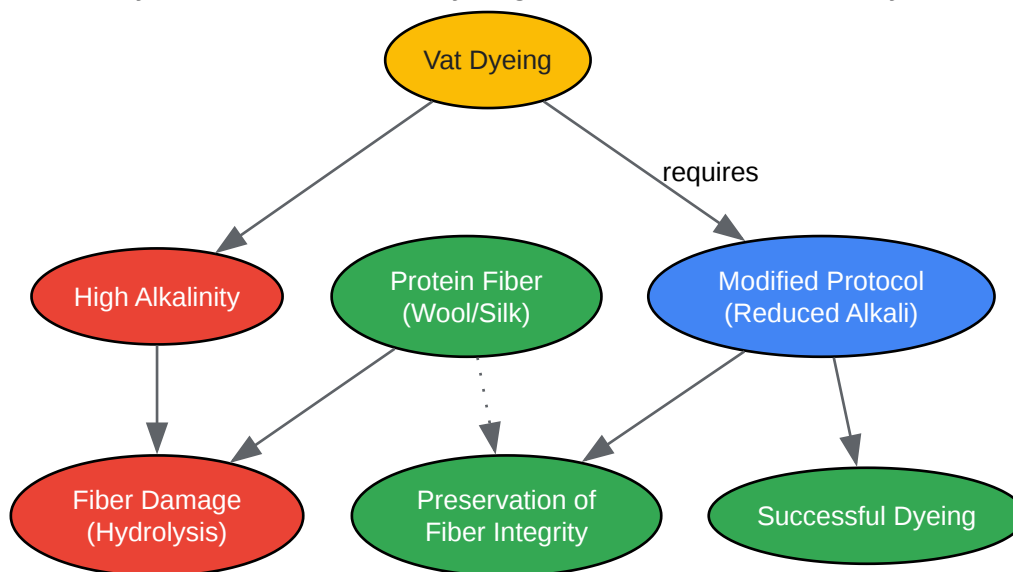 Vat Dyeing
requires
High Alkalinity
Protein Fiber
(Wool/Silk)
Modified Protocol
(Reduced Alkali)
Fiber Damage
(Hydrolysis)
Preservation of
Fiber Integrity
Successful Dyeing